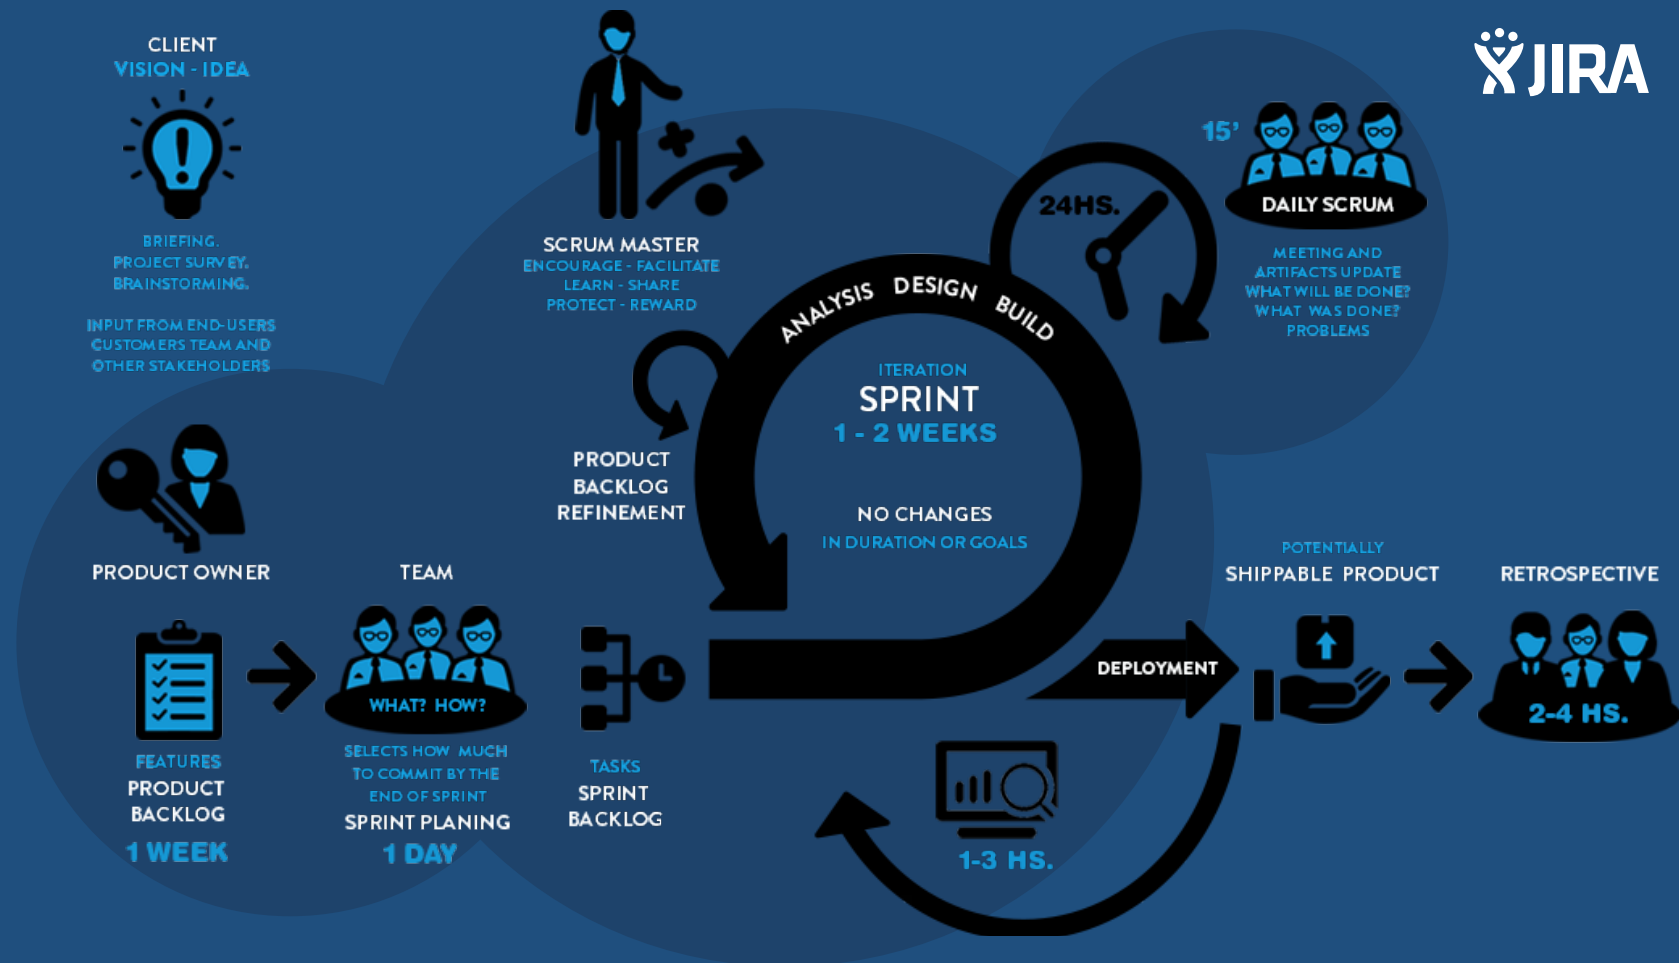 CLIENT
VISION - IDEA
BRIEFING.
PROJECT SURVEY.
BRAINSTORMING.
INPUT FROM END-USERS
CUSTOMERS TEAM AND
OTHER STAKEHOLDERS
SCRUM MASTER
ENCOURAGE - FACILITATE
LEARN - SHARE
PROTECT - REWARD
JIRA
15'
DAILY SCRUM
24HS.
MEETING AND
ARTIFACTS UPDATE
WHAT WILL BE DONE?
WHAT WAS DONE?
PROBLEMS
ANALYSIS DESIGN BUILD
ITERATION
SPRINT
1 - 2 WEEKS
NO CHANGES
IN DURATION OR GOALS
PRODUCT
BACKLOG
REFINEMENT
PRODUCT OWNER
FEATURES
PRODUCT
BACKLOG
1 WEEK
TEAM
WHAT? HOW?
SELECTS HOW MUCH
TO COMMIT BY THE
END OF SPRINT
SPRINT PLANING
1 DAY
TASKS
SPRINT
BACKLOG
DEPLOYMENT
1-3 HS.
POTENTIALLY
SHIPPABLE PRODUCT
RETROSPECTIVE
2-4 HS.